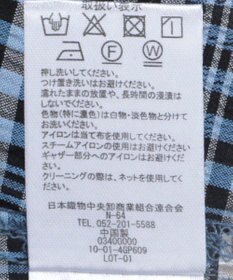 取扱い表示
押し洗いしてください。
つけ置き洗いはお避けください。
濡れたままの放置や、長時間の浸漬は
しないでください。
色物(特に濃色)は白物・淡色物と分けて
お洗いください。
アイロンは当て布を使用してください。
スチームアイロンの使用はお避けください。
ギャザー部分へのアイロンはお避け
ください。
クリーニングの際は、ネットを使用してく
ださい。
日本織物中央卸商業組合連合会
N-64
TEL. 052-201-5588
中国製
03400000
10-01-4GP609
LOT-01